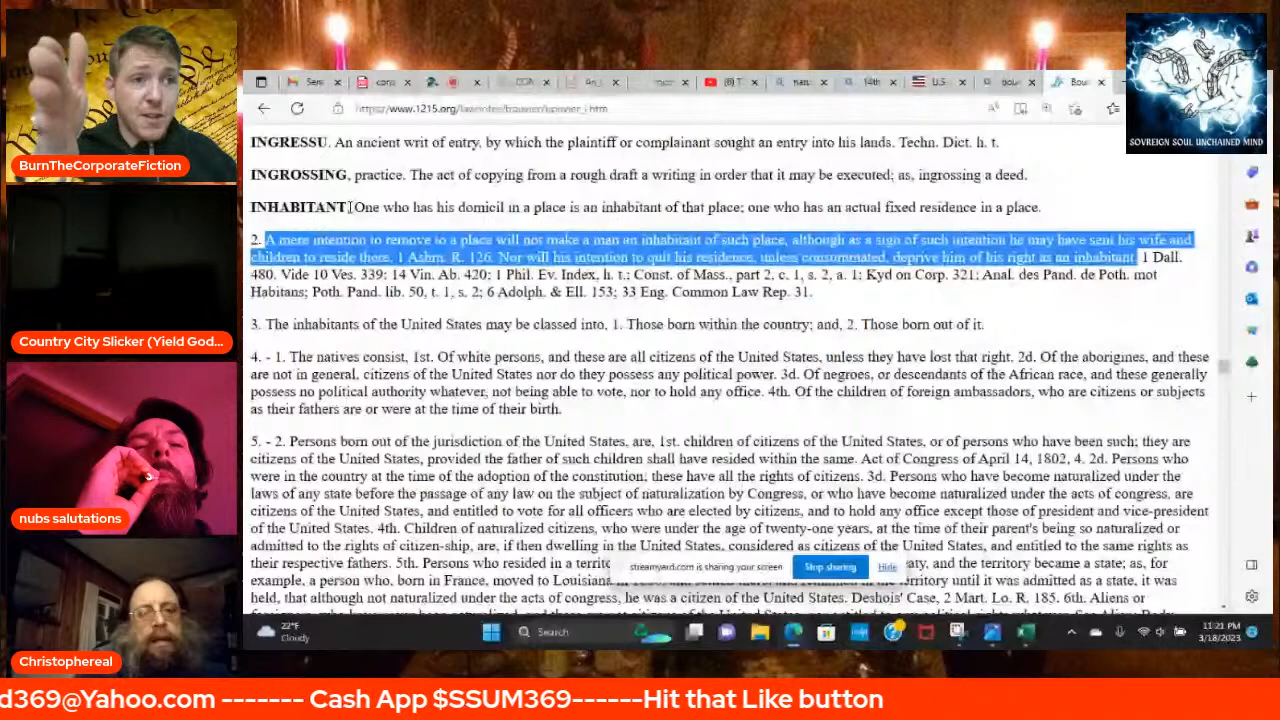 BurnTheCorporateFiction
Country City Slicker (Yield God...
nubs salutations
Christophereal
SOVREIGN SOUL UNCHAINED MIND
INGRESSU. An ancient writ of entry, by which the plaintiff or complainant sought an entry into his lands. Techn. Dict. h. t.
INGROSSING, practice. The act of copying from a rough draft a writing in order that it may be executed; as, ingrossing a deed.
INHABITANT. One who has his domicil in a place is an inhabitant of that place; one who has an actual fixed residence in a place.
2. A mere intention to remove to a place will not make a man an inhabitant of such place, although as a sign of such intention he may have sent his wife and
children to reside there. 1 Ashm. R. 126. Nor will his intention to quit his residence, unless consummated, deprive him of his right as an inhabitant. 1 Dall.
480. Vide 10 Ves. 339; 14 Vin. Ab. 420; 1 Phil. Ev. Index, h. t.; Const. of Mass., part 2, c. 1, s. 2, a. 1; Kyd on Corp. 321; Anal. des Pand. de Poth. mot
Habitans; Poth. Pand. lib. 50, t. 1, s. 2; 6 Adolph. & Ell. 153; 33 Eng. Common Law Rep. 31.
3. The inhabitants of the United States may be classed into, 1. Those born within the country; and, 2. Those born out of it.
4. - 1. The natives consist, 1st. Of white persons, and these are all citizens of the United States, unless they have lost that right. 2d. Of the aborigines, and these
are not in general, citizens of the United States nor do they possess any political power. 3d. Of negroes, or descendants of the African race, and these generally
possess no political authority whatever, not being able to vote, nor to hold any office. 4th. Of the children of foreign ambassadors, who are citizens or subjects
as their fathers are or were at the time of their birth.
5. - 2. Persons born out of the jurisdiction of the United States, are, 1st. children of citizens of the United States, or of persons who have been such; they are
citizens of the United States, provided the father of such children shall have resided within the same. Act of Congress of April 14, 1802, 4. 2d. Persons who
were in the country at the time of the adoption of the constitution; these have all the rights of citizens. 3d. Persons who have become naturalized under the
laws of any state before the passage of any law on the subject of naturalization by Congress, or who have become naturalized under the acts of congress, are
citizens of the United States, and entitled to vote for all officers who are elected by citizens, and to hold any office except those of president and vice-president
of the United States. 4th. Children of naturalized citizens, who were under the age of twenty-one years, at the time of their parent's being so naturalized or
admitted to the rights of citizen-ship, are, if then dwelling in the United States, considered as citizens of the United States, and entitled to the same rights as
their respective fathers. 5th. Persons who resided in a territo aty, and the territory became a state; as, for
example, a person who, born in France, moved to Louisiana territory until it was admitted as a state, it was
held, that although not naturalized under the acts of congress, he was a citizen of the United States. Deshois' Case, 2 Mart. Lo. R. 185. 6th. Aliens or
streamyard.com is sharing your screen
Stop sharing
Hide
22°F
Cloudy
Search
11:21 PM
3/18/2023
d369@Yahoo.com ------- Cash App $SSUM369------Hit that Like button